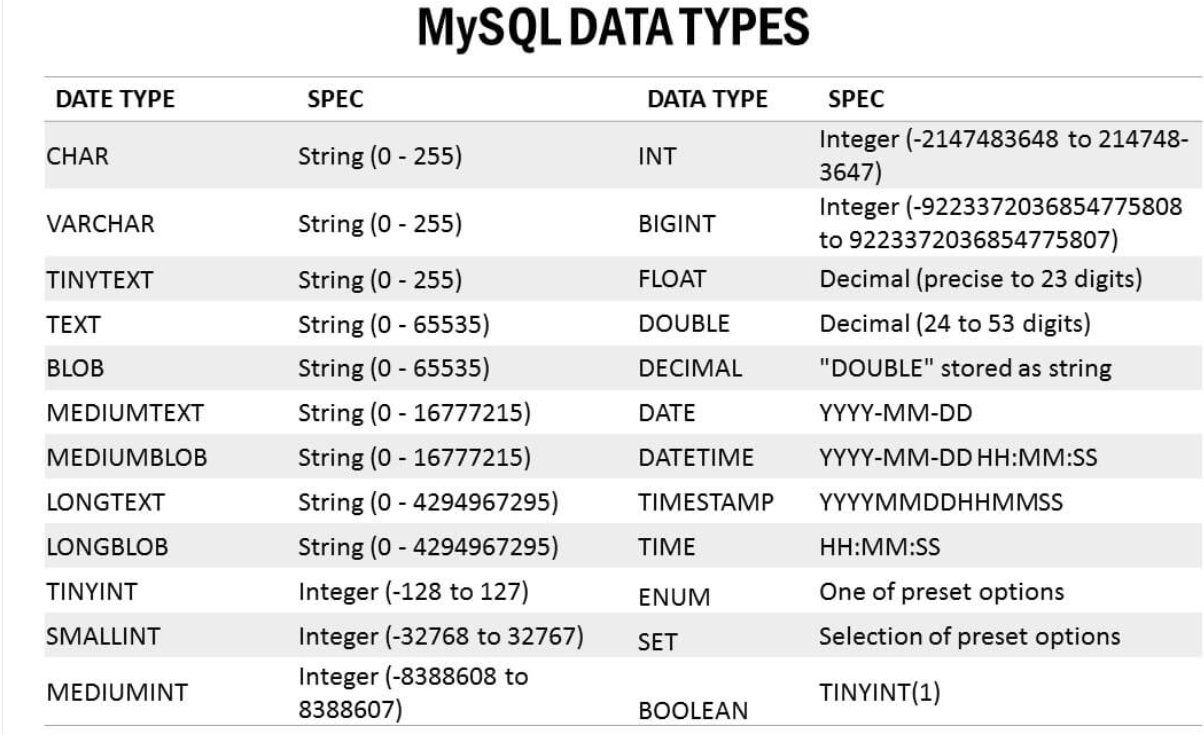 MySQL DATA TYPES
DATE TYPE SPEC DATA TYPE SPEC
CHAR String (0 - 255) INT Integer (-2147483648 to 214748-
3647)
VARCHAR String (0 - 255) BIGINT Integer (-9223372036854775808
to 9223372036854775807)
TINYTEXT String (0 - 255) FLOAT Decimal (precise to 23 digits)
TEXT String (0 - 65535) DOUBLE Decimal (24 to 53 digits)
BLOB String (0 - 65535) DECIMAL "DOUBLE" stored as string
MEDIUMTEXT String (0 - 16777215) DATE YYYY-MM-DD
MEDIUMBLOB String (0 - 16777215) DATETIME YYYY-MM-DD HH:MM:SS
LONGTEXT String (0 - 4294967295) TIMESTAMP YYYYMMDDHHMMSS
LONGBLOB String (0 - 4294967295) TIME HH:MM:SS
TINYINT Integer (-128 to 127) ENUM One of preset options
SMALLINT Integer (-32768 to 32767) SET Selection of preset options
MEDIUMINT Integer (-8388608 to
8388607) BOOLEAN TINYINT(1)